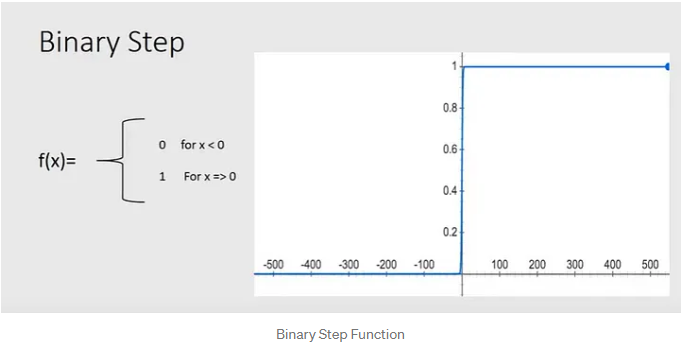 Binary Step
f(x)=
0 for x < 0
1 For x => 0
1
0.8
0.6
0.4
0.2
-500 -400 -300 -200 -100 100 200 300 400 500
Binary Step Function